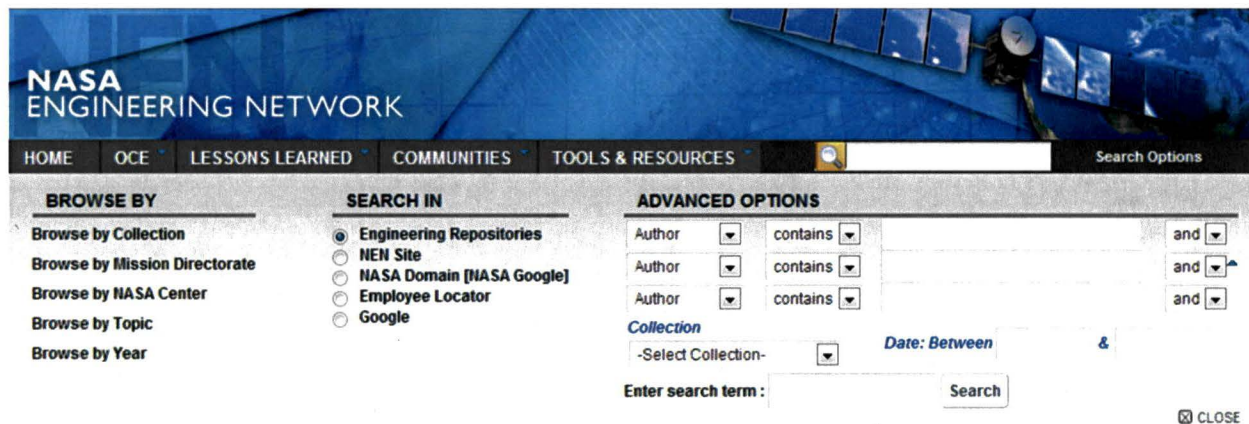 NASA
ENGINEERING NETWORK
HOME OCE LESSONS LEARNED COMMUNITIES TOOLS & RESOURCES Search Options
BROWSE BY
Browse by Collection
Browse by Mission Directorate
Browse by NASA Center
Browse by Topic
Browse by Year
SEARCH IN
Engineering Repositories
NEN Site
NASA Domain [NASA Google]
Employee Locator
Google
ADVANCED OPTIONS
Author contains and
Author contains and
Author contains and
Collection
-Select Collection- Date: Between &
Enter search term : Search
CLOSE